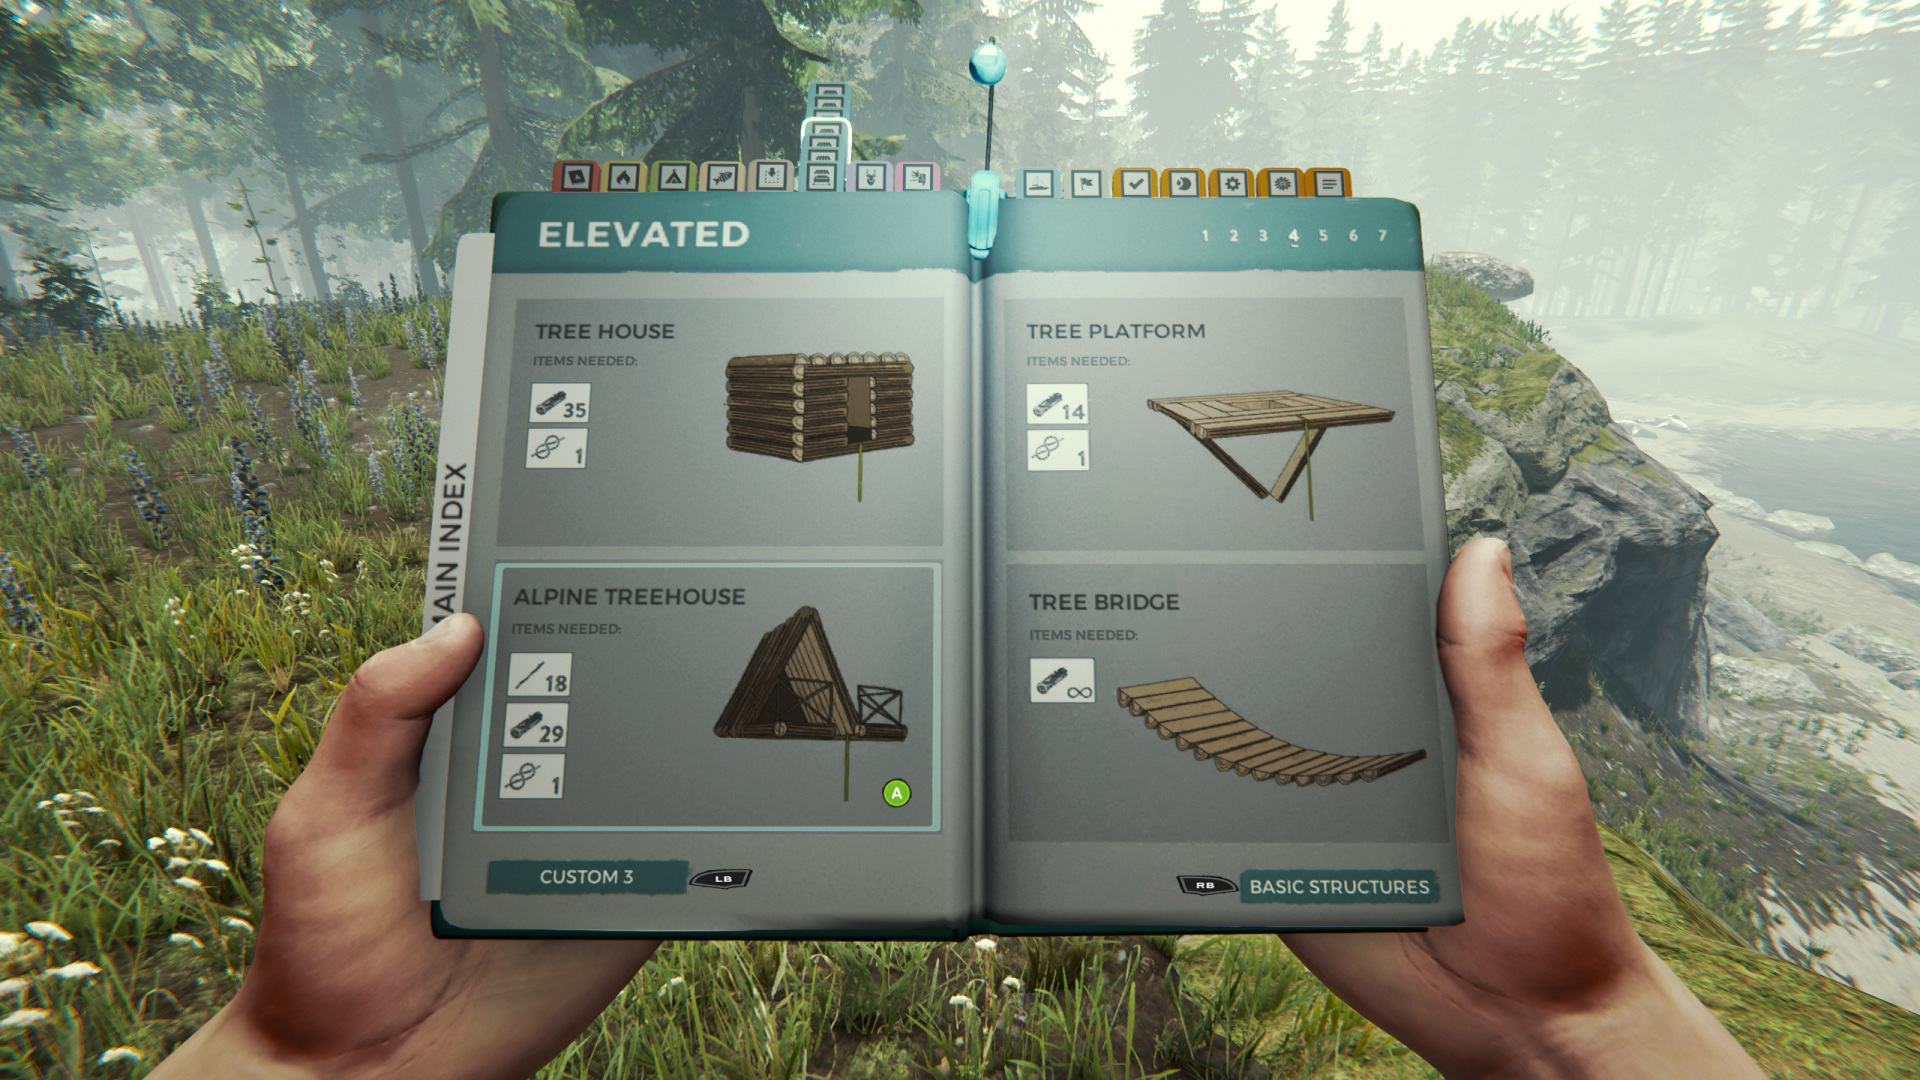 ELEVATED
1 2 3 4 5 6 7
TREE HOUSE
ITEMS NEEDED:
35
1
ALPINE TREEHOUSE
ITEMS NEEDED:
18
29
1
A
TREE PLATFORM
ITEMS NEEDED:
14
1
TREE BRIDGE
ITEMS NEEDED:
∞
CUSTOM 3
LB
RB
BASIC STRUCTURES
MAIN INDEX